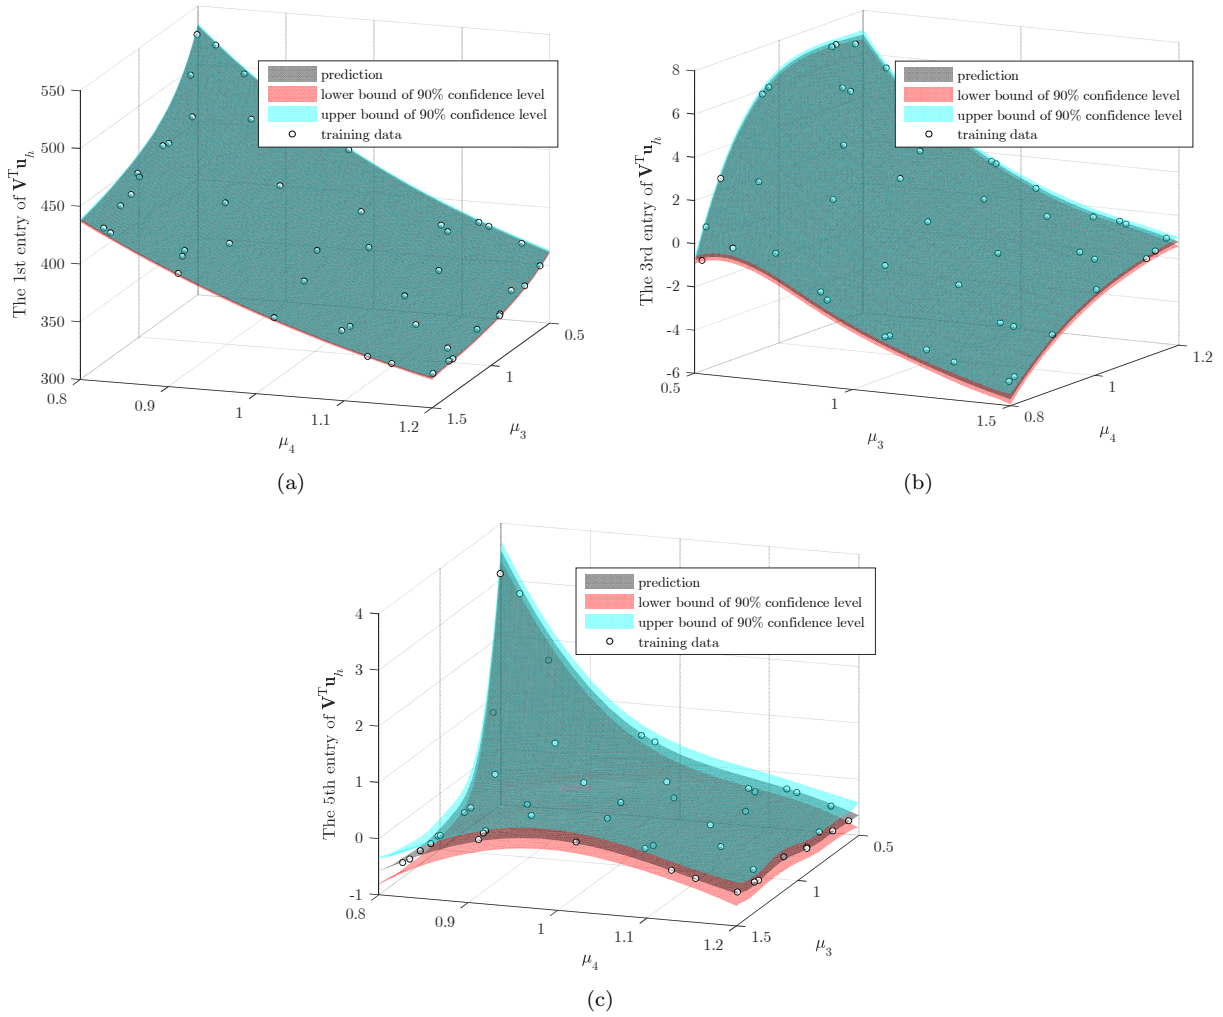 prediction
lower bound of 90% confidence level
upper bound of 90% confidence level
training data
The 1st entry of V^T u_h
550
500
450
400
350
300
0.8
0.9
1
1.1
1.2
μ_4
1.5
1
0.5
μ_3
(a)
prediction
lower bound of 90% confidence level
upper bound of 90% confidence level
training data
The 3rd entry of V^T u_h
8
6
4
2
0
-2
-4
-6
0.5
1
1.5
μ_3
0.8
1
1.2
μ_4
(b)
prediction
lower bound of 90% confidence level
upper bound of 90% confidence level
training data
The 5th entry of V^T u_h
4
3
2
1
0
-1
0.8
0.9
1
1.1
1.2
μ_4
1.5
1
0.5
μ_3
(c)